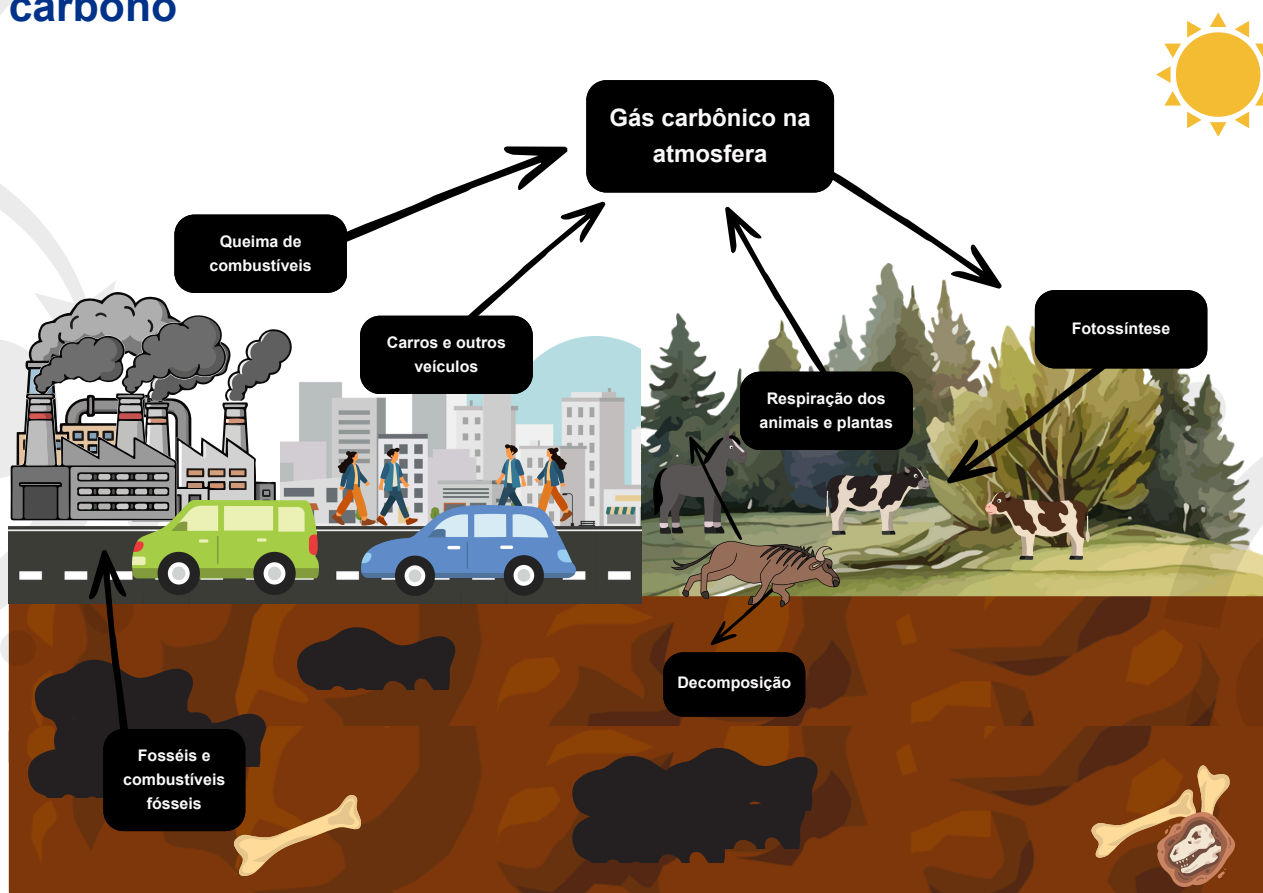 carbono
Gás carbônico na
atmosfera
Queima de
combustíveis
Carros e outros
veículos
Fotossíntese
Respiração dos
animais e plantas
Decomposição
Fosséis e
combustíveis
fósseis